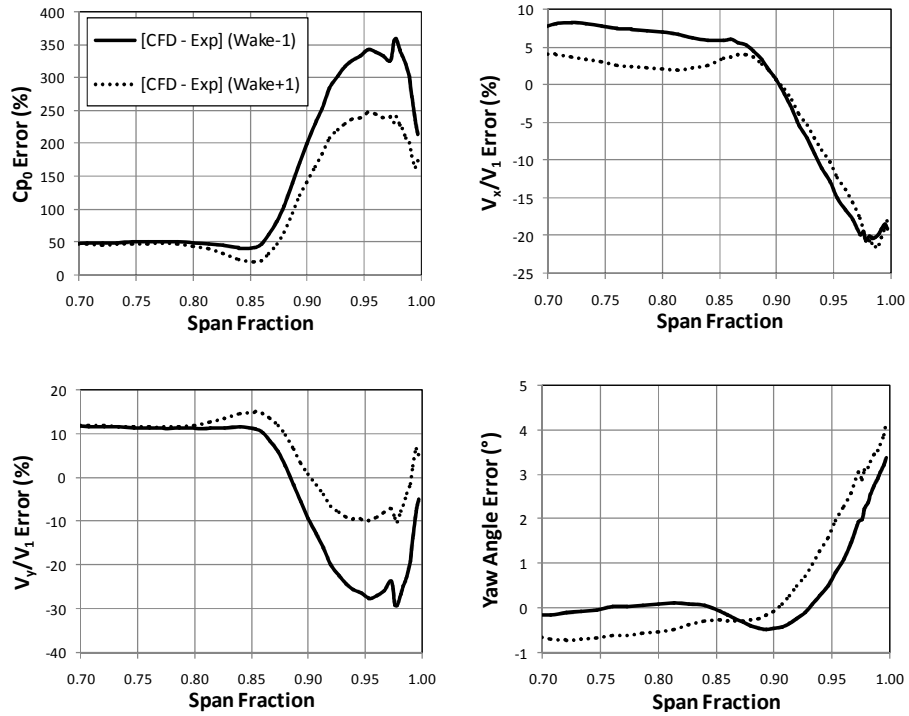 400
350
300
250
200
150
100
50
0
Cp0 Error (%)
[CFD - Exp] (Wake-1)
[CFD - Exp] (Wake+1)
0.70 0.75 0.80 0.85 0.90 0.95 1.00
Span Fraction
10
5
0
-5
-10
-15
-20
-25
Vx/V1 Error (%)
0.70 0.75 0.80 0.85 0.90 0.95 1.00
Span Fraction
20
10
0
-10
-20
-30
-40
Vy/V1 Error (%)
0.70 0.75 0.80 0.85 0.90 0.95 1.00
Span Fraction
5
4
3
2
1
0
-1
Yaw Angle Error (°)
0.70 0.75 0.80 0.85 0.90 0.95 1.00
Span Fraction